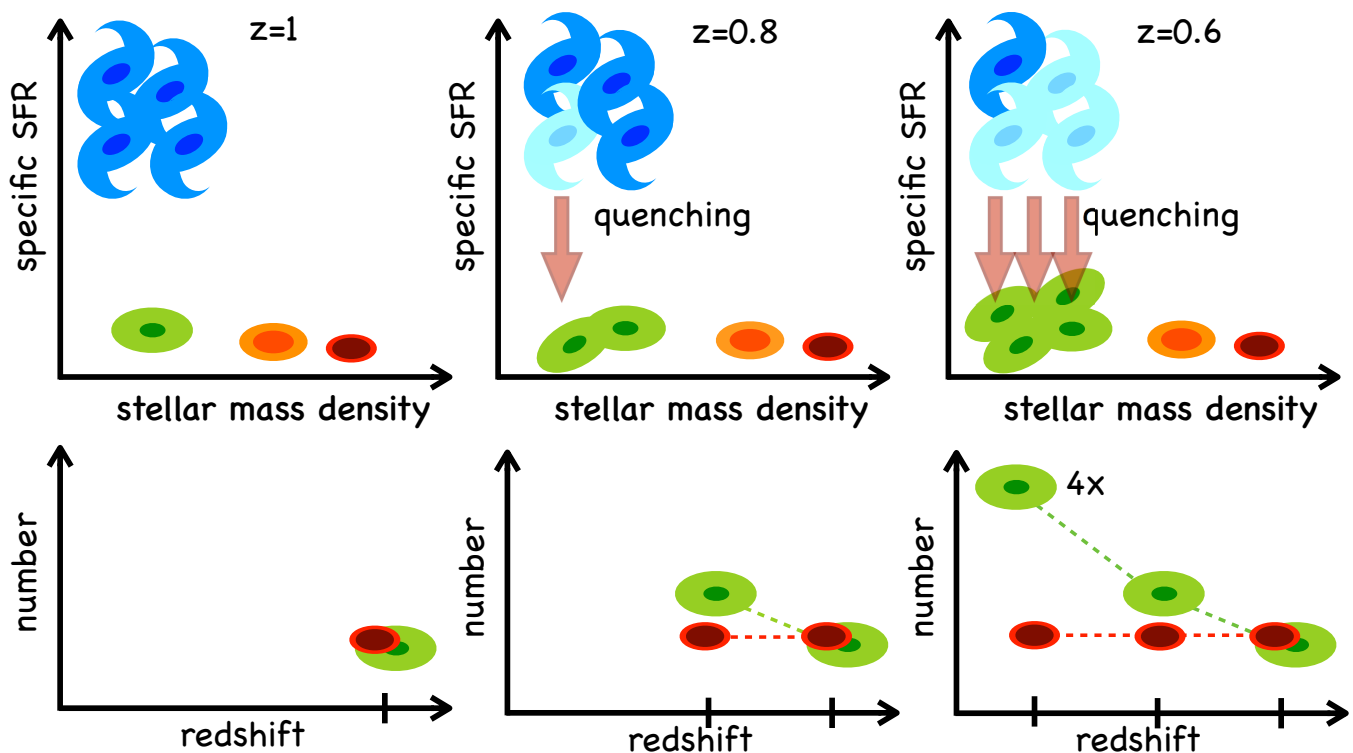 z=1
specific SFR
stellar mass density
z=0.8
specific SFR
quenching
stellar mass density
z=0.6
specific SFR
quenching
stellar mass density
number
redshift
number
redshift
4x
number
redshift